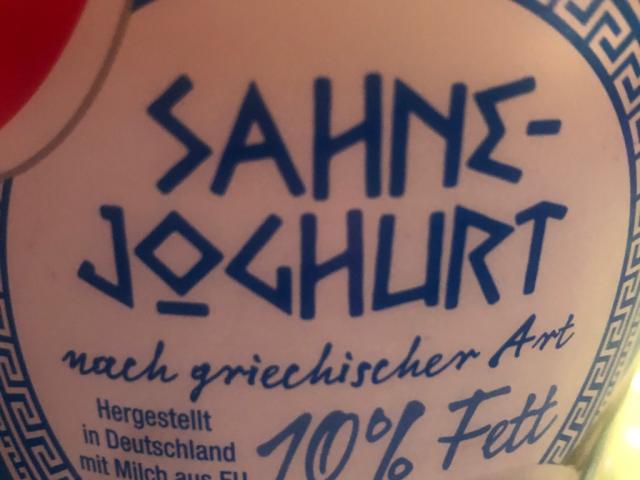 SAHNE-
JOGHURT
nach griechischer Art
10% Fett
Hergestellt
in Deutschland
mit Milch aus EU